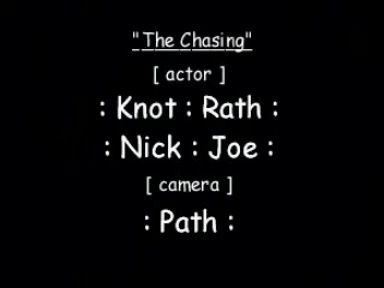 "The Chasing"
[ actor ]
: Knot : Rath :
: Nick : Joe :
[ camera ]
: Path :